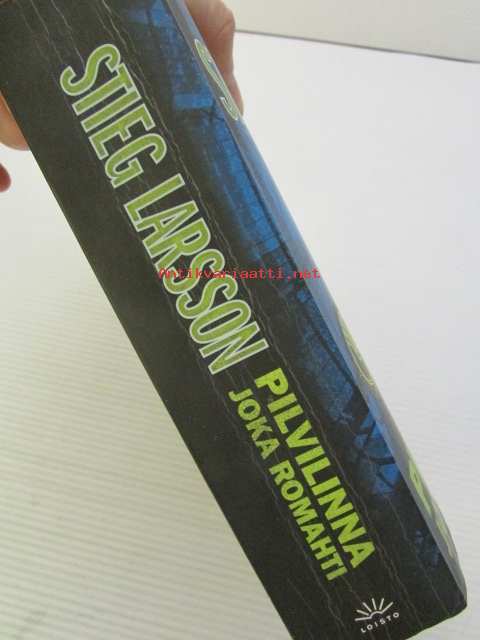 STIEG LARSSON
PILVILINNA
JOKA ROMAHTI
LOISTO
Antikvariaatti.net